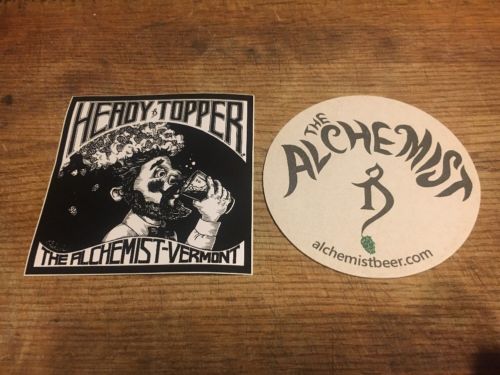 HEADY TOPPER
THE ALCHEMIST-VERMONT
THE
ALCHEMIST
alchemistbeer.com